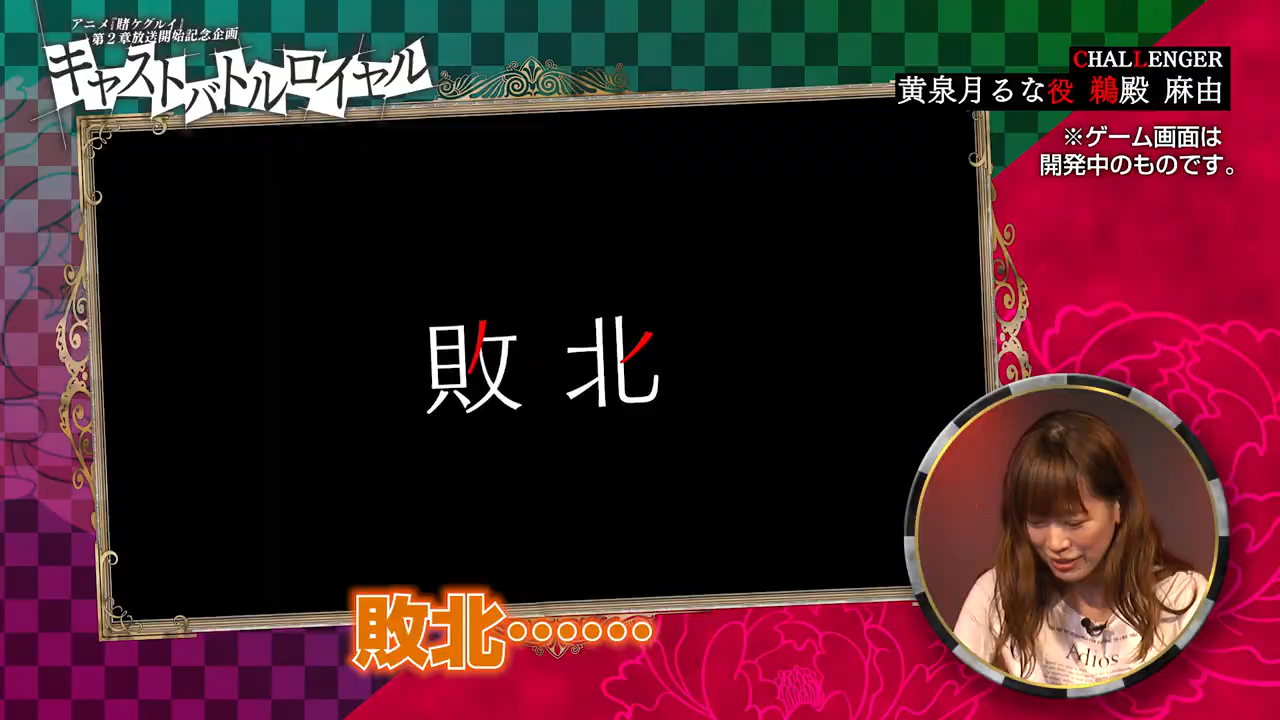 アニメ『賭ケグルイ』
第2章放送開始記念企画
キャストバトルロイヤル
CHALLENGER
黄泉月るな役 鵜殿 麻由
※ゲーム画面は
開発中のものです。
敗北
敗北……
Adios